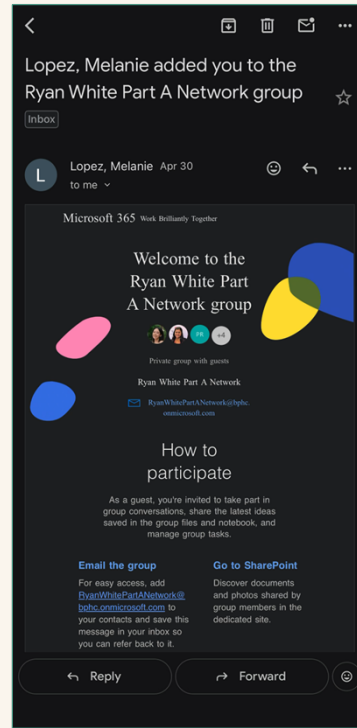 Lopez, Melanie added you to the
Ryan White Part A Network group
Inbox
L
Lopez, Melanie Apr 30
to me
Microsoft 365 Work Brilliantly Together
Welcome to the
Ryan White Part
A Network group
PR +4
Private group with guests
Ryan White Part A Network
RyanWhitePartANetwork@bphc.
onmicrosoft.com
How to
participate
As a guest, you're invited to take part in
group conversations, share the latest ideas
saved in the group files and notebook, and
manage group tasks.
Email the group
For easy access, add
RyanWhitePartANetwork@
bphc.onmicrosoft.com to
your contacts and save this
message in your inbox so
you can refer back to it.
Go to SharePoint
Discover documents
and photos shared by
group members in the
dedicated site.
Reply
Forward